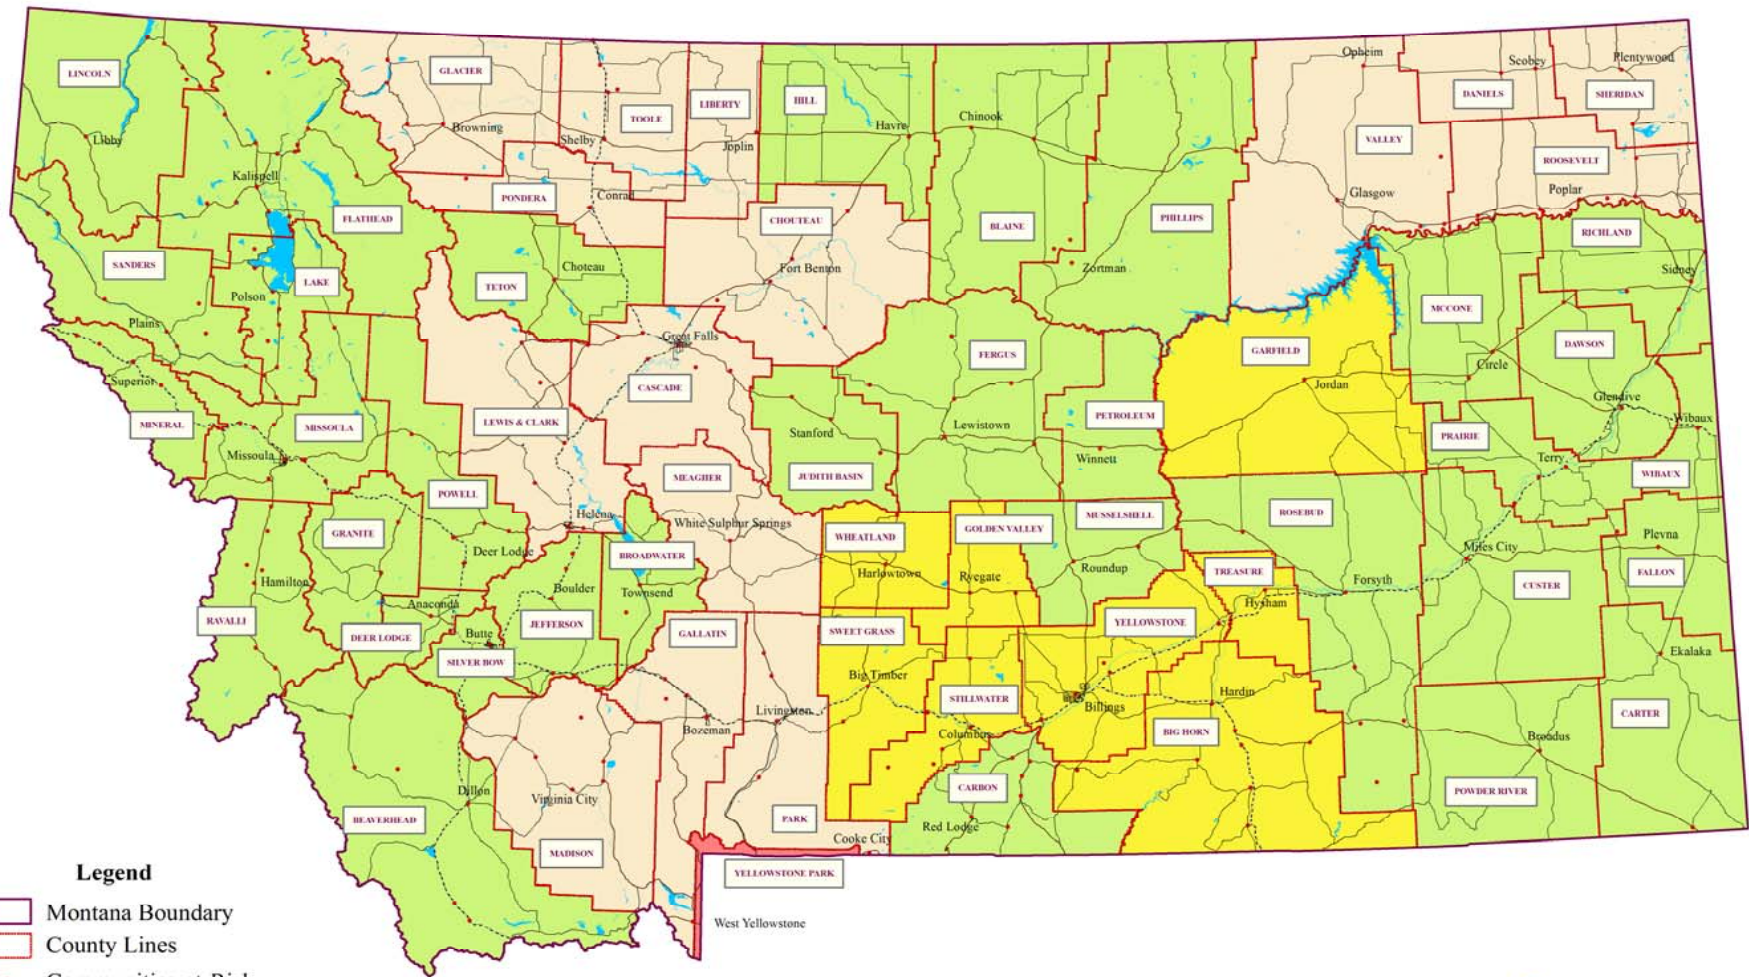 LINCOLN
GLACIER
TOOLE
LIBERTY
HILL
Havre
Chinook
Opheim
Scobey
Plentywood
DANIELS
SHERIDAN
VALLEY
ROOSEVELT
Poplar
Libby
Browning
Shelby
Joplin
Kalispell
PONDERA
Conrad
CHOUTEAU
BLAINE
PHILLIPS
Glasgow
RICHLAND
FLATHEAD
SANDERS
LAKE
Polson
TETON
Choteau
Fort Benton
Zortman
Sidney
MCCONE
Plains
Great Falls
FERGUS
GARFIELD
Circle
DAWSON
Superior
CASCADE
Jordan
Glendive
Wibaux
MINERAL
MISSOULA
Missoula
LEWIS & CLARK
Stanford
Lewistown
PETROLEUM
Winnett
PRAIRIE
Terry
WIBAUX
MEAGHER
JUDITH BASIN
POWELL
GRANITE
Helena
White Sulphur Springs
WHEATLAND
GOLDEN VALLEY
MUSSELSHELL
ROSEBUD
Plevna
Deer Lodge
BROADWATER
Harlowtown
Ryegate
Roundup
TREASURE
Miles City
Forsyth
CUSTER
FALLON
Hamilton
Boulder
Townsend
Hysham
Anaconda
RAVALLI
DEER LODGE
Butte
JEFFERSON
GALLATIN
SWEET GRASS
YELLOWSTONE
SILVER BOW
Big Timber
STILLWATER
Billings
Hardin
Ekalaka
Livingston
Bozeman
Columbus
BIG HORN
CARTER
Broadus
Dillon
Virginia City
CARBON
POWDER RIVER
BEAVERHEAD
PARK
Cooke City
Red Lodge
MADISON
YELLOWSTONE PARK
West Yellowstone
Legend
Montana Boundary
County Lines